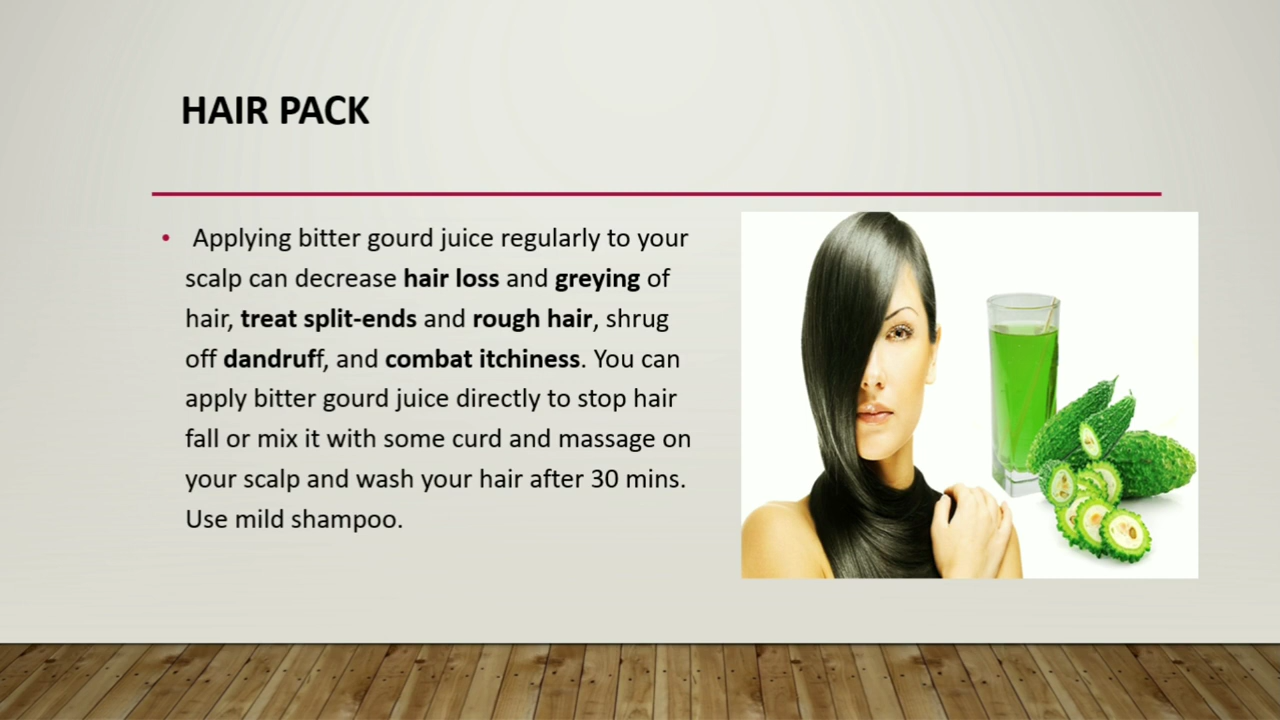 HAIR PACK
• Applying bitter gourd juice regularly to your
scalp can decrease hair loss and greying of
hair, treat split-ends and rough hair, shrug
off dandruff, and combat itchiness. You can
apply bitter gourd juice directly to stop hair
fall or mix it with some curd and massage on
your scalp and wash your hair after 30 mins.
Use mild shampoo.